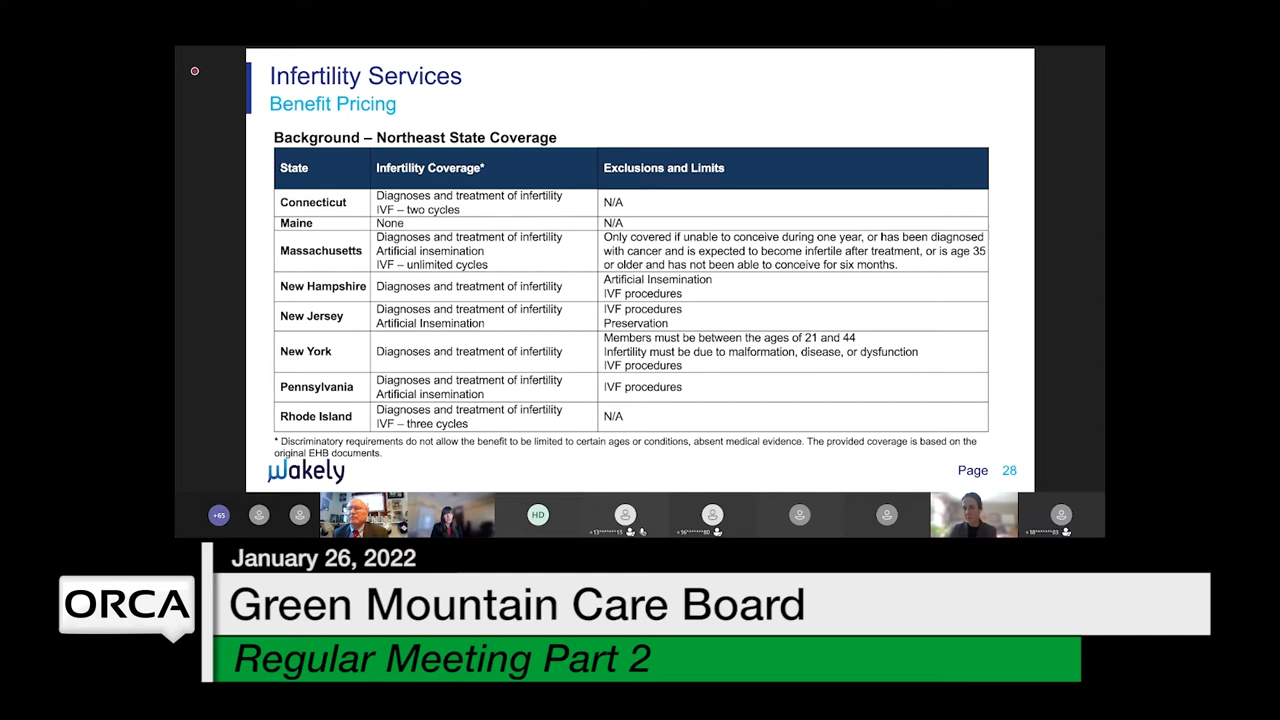 Infertility Services
Benefit Pricing
Background – Northeast State Coverage
State Infertility Coverage* Exclusions and Limits
Connecticut Diagnoses and treatment of infertility N/A
IVF – two cycles
Maine None N/A
Massachusetts Diagnoses and treatment of infertility Only covered if unable to conceive during one year, or has been diagnosed
Artificial insemination with cancer and is expected to become infertile after treatment, or is age 35
IVF – unlimited cycles or older and has not been able to conceive for six months.
New Hampshire Diagnoses and treatment of infertility Artificial Insemination
IVF procedures
New Jersey Diagnoses and treatment of infertility IVF procedures
Artificial Insemination Preservation
New York Diagnoses and treatment of infertility Members must be between the ages of 21 and 44
Infertility must be due to malformation, disease, or dysfunction
IVF procedures
Pennsylvania Diagnoses and treatment of infertility IVF procedures
Artificial insemination
Rhode Island Diagnoses and treatment of infertility N/A
IVF – three cycles
* Discriminatory requirements do not allow the benefit to be limited to certain ages or conditions, absent medical evidence. The provided coverage is based on the
original EHB documents.
wakely
Page 28
+65
HD
January 26, 2022
ORCA
Green Mountain Care Board
Regular Meeting Part 2